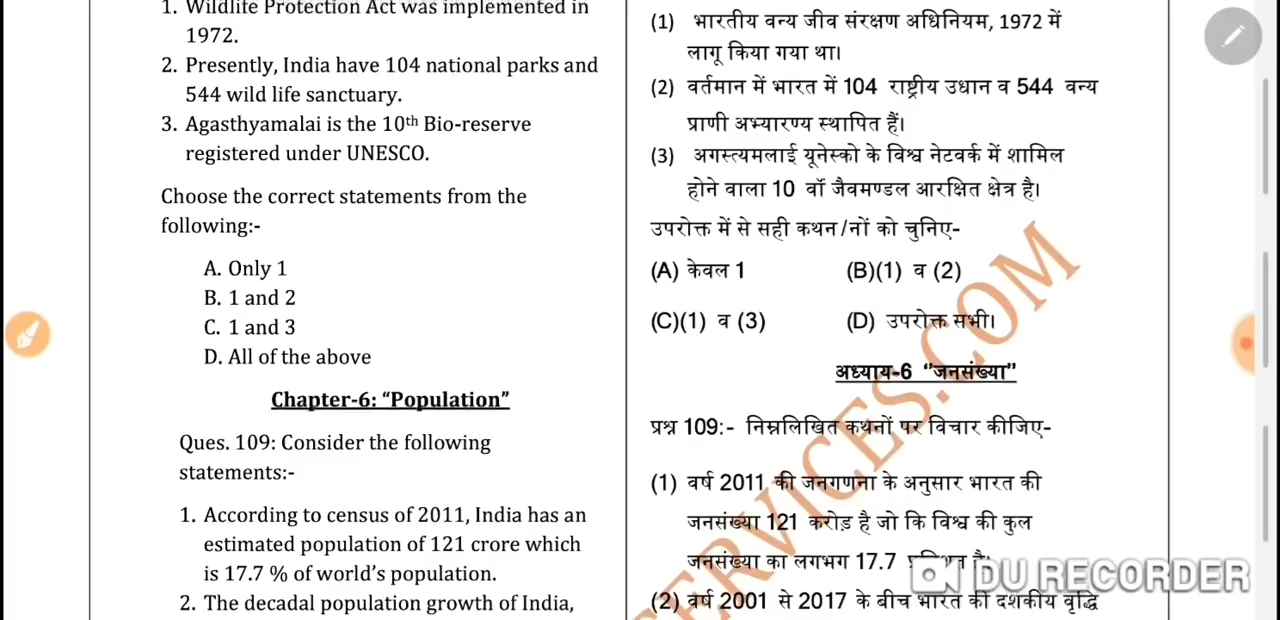 1. Wildlife Protection Act was implemented in
1972.
2. Presently, India have 104 national parks and
544 wild life sanctuary.
3. Agasthyamalai is the 10th Bio-reserve
registered under UNESCO.
Choose the correct statements from the
following:-
A. Only 1
B. 1 and 2
C. 1 and 3
D. All of the above
Chapter-6: “Population”
Ques. 109: Consider the following
statements:-
1. According to census of 2011, India has an
estimated population of 121 crore which
is 17.7 % of world’s population.
2. The decadal population growth of India,
(1) भारतीय वन्य जीव संरक्षण अधिनियम, 1972 में
लागू किया गया था।
(2) वर्तमान में भारत में 104 राष्ट्रीय उधान व 544 वन्य
प्राणी अभ्यारण्य स्थापित हैं।
(3) अगस्त्यमलाई यूनेस्को के विश्व नेटवर्क में शामिल
होने वाला 10 वॉ जैवमण्डल आरक्षित क्षेत्र है।
उपरोक्त में से सही कथन/नों को चुनिए-
(A) केवल 1 (B)(1) व (2)
(C)(1) व (3) (D) उपरोक्त सभी।
अध्याय-6 “जनसंख्या”
प्रश्न 109:- निम्नलिखित कथनों पर विचार कीजिए-
(1) वर्ष 2011 की जनगणना के अनुसार भारत की
जनसंख्या 121 करोड़ है जो कि विश्व की कुल
जनसंख्या का लगभग 17.7 प्रतिशत है।
(2) वर्ष 2001 से 2017 के बीच भारत की दशकीय वृद्धि
ERVICES.COM
DU RECORDER